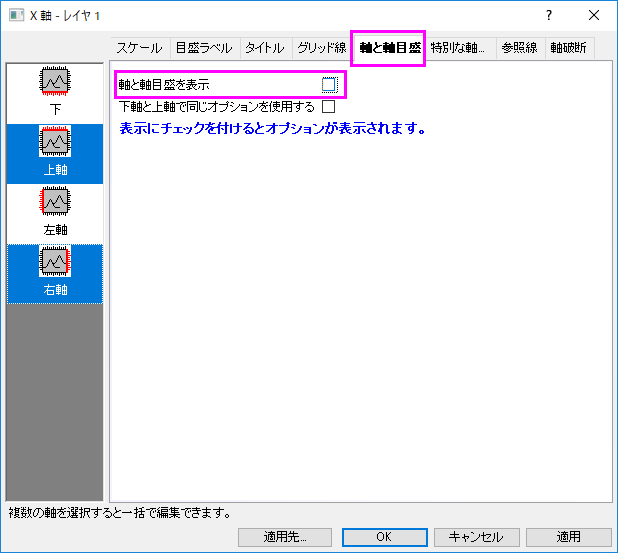 X 軸 - レイヤ 1
スケール 目盛ラベル タイトル グリッド線 軸と軸目盛 特別な軸... 参照線 軸破断
下
上軸
左軸
右軸
軸と軸目盛を表示
下軸と上軸で同じオプションを使用する
表示にチェックを付けるとオプションが表示されます。
複数の軸を選択すると一括で編集できます。
適用先... OK キャンセル 適用